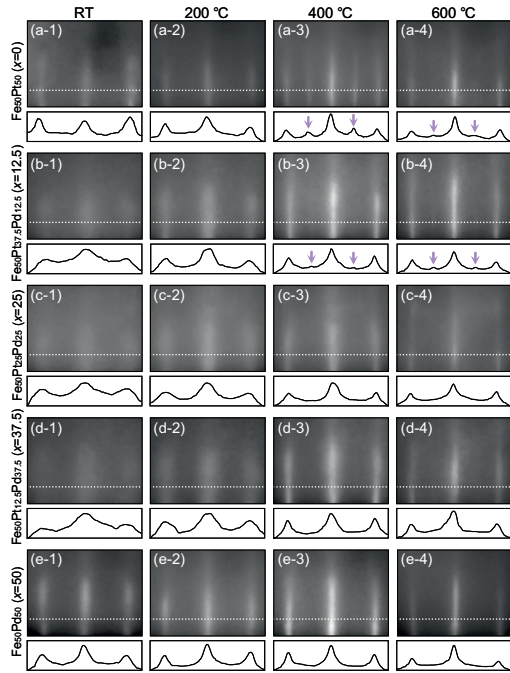 RT 200 °C 400 °C 600 °C
Fe50Pt50 (x=0)
(a-1) (a-2) (a-3) (a-4)
Fe50Pt37.5Pd12.5 (x=12.5)
(b-1) (b-2) (b-3) (b-4)
Fe50Pt25Pd25 (x=25)
(c-1) (c-2) (c-3) (c-4)
Fe50Pt12.5Pd37.5 (x=37.5)
(d-1) (d-2) (d-3) (d-4)
Fe50Pd50 (x=50)
(e-1) (e-2) (e-3) (e-4)